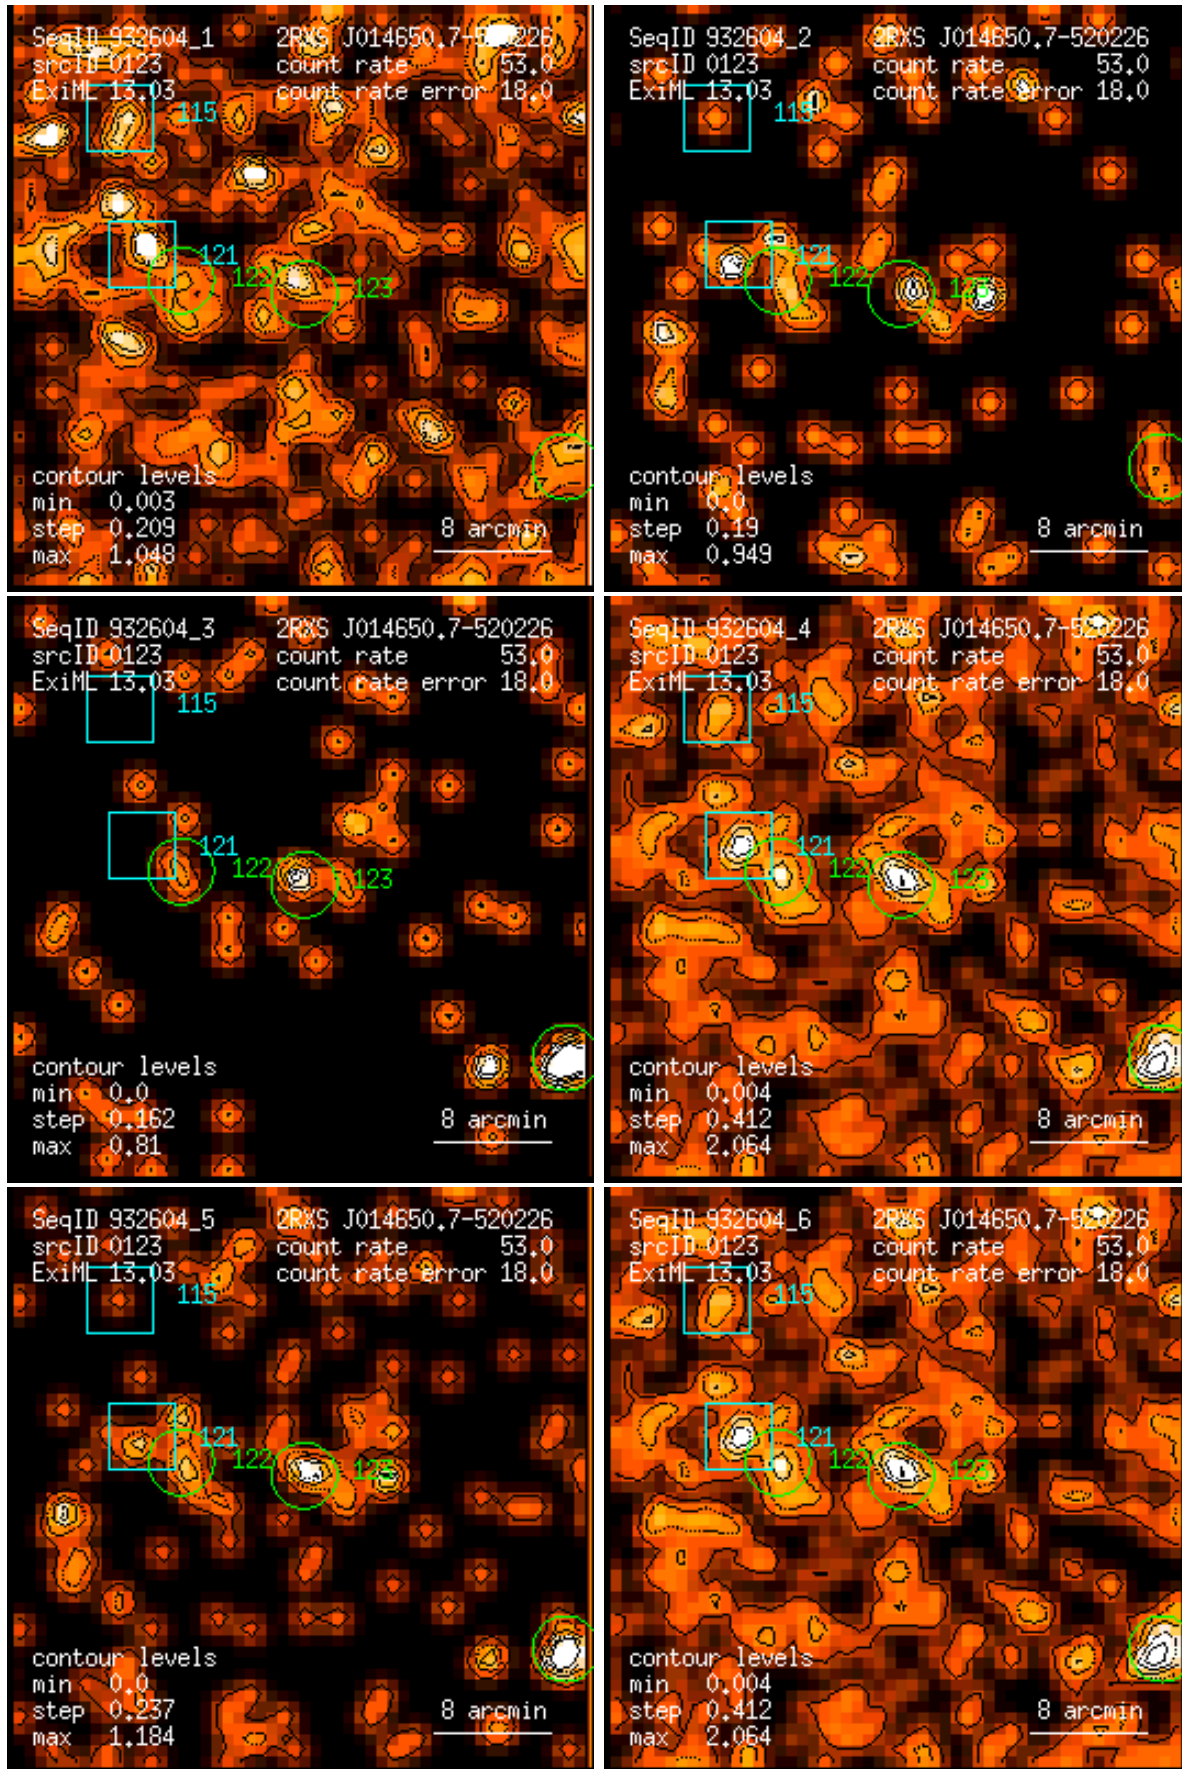 SeqID 932604_1 2RXS J014650.7-520226
srcID 0123 count rate 53.0
ExiML 13.03 count rate error 18.0
115
121
122
123
contour levels
min 0.003
step 0.209 8 arcmin
max 1.048
SeqID 932604_2 2RXS J014650.7-520226
srcID 0123 count rate 53.0
ExiML 13.03 count rate error 18.0
115
121
122
123
contour levels
min 0.0
step 0.19 8 arcmin
max 0.949
SeqID 932604_3 2RXS J014650.7-520226
srcID 0123 count rate 53.0
ExiML 13.03 count rate error 18.0
115
121
122
123
contour levels
min 0.0
step 0.162 8 arcmin
max 0.81
SeqID 932604_4 2RXS J014650.7-520226
srcID 0123 count rate 53.0
ExiML 13.03 count rate error 18.0
115
121
122
123
contour levels
min 0.004
step 0.412 8 arcmin
max 2.064
SeqID 932604_5 2RXS J014650.7-520226
srcID 0123 count rate 53.0
ExiML 13.03 count rate error 18.0
115
121
122
123
contour levels
min 0.0
step 0.237 8 arcmin
max 1.184
SeqID 932604_6 2RXS J014650.7-520226
srcID 0123 count rate 53.0
ExiML 13.03 count rate error 18.0
115
121
122
123
contour levels
min 0.004
step 0.412 8 arcmin
max 2.064